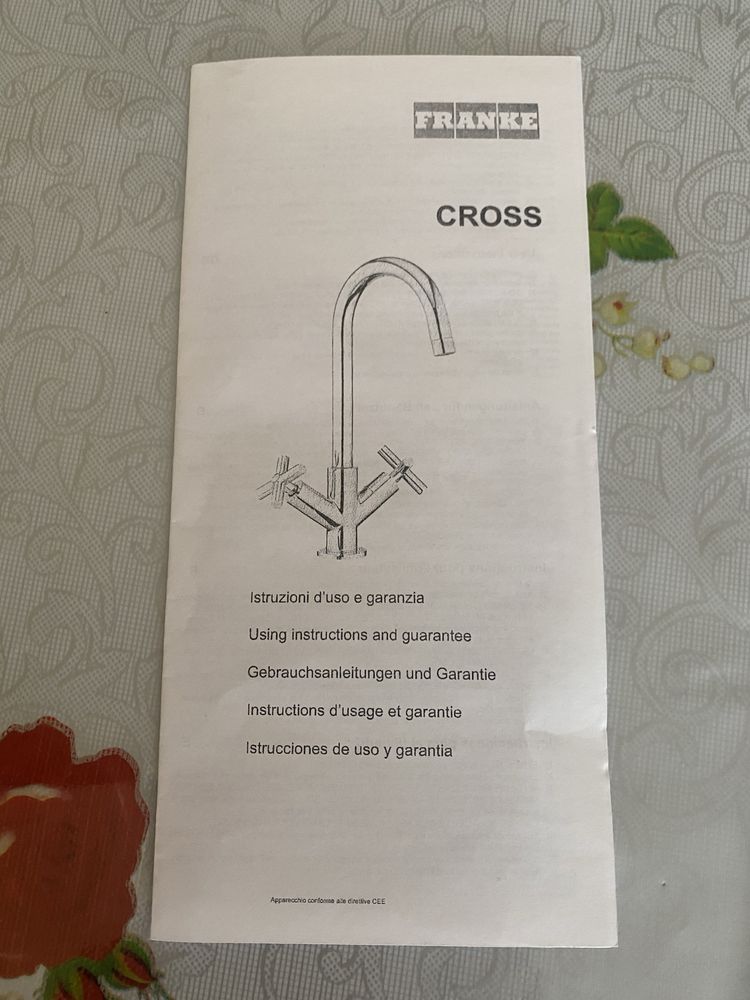 FRANKE
CROSS
Istruzioni d'uso e garanzia
Using instructions and guarantee
Gebrauchsanleitungen und Garantie
Instructions d'usage et garantie
Istrucciones de uso y garantia
Apparecchio conforme alle direttive CEE